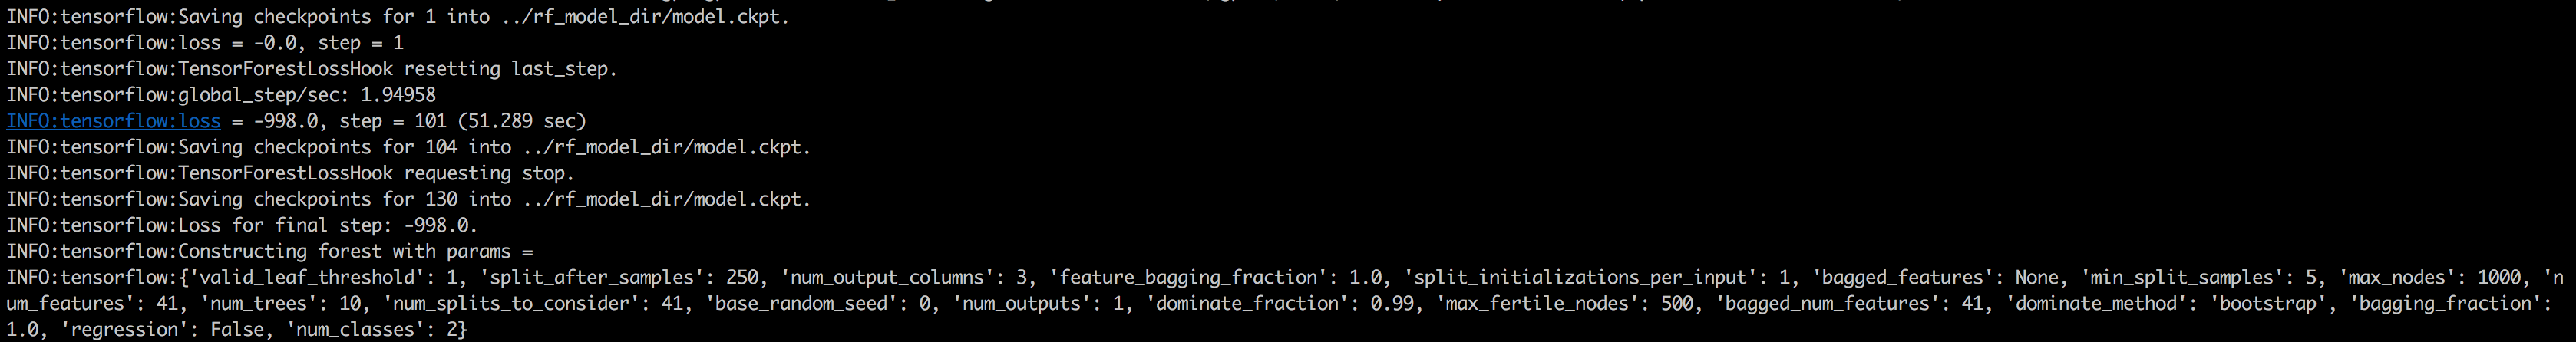 INFO:tensorflow:Saving checkpoints for 1 into ../rf_model_dir/model.ckpt.
INFO:tensorflow:loss = -0.0, step = 1
INFO:tensorflow:TensorForestLossHook resetting last_step.
INFO:tensorflow:global_step/sec: 1.94958
INFO:tensorflow:loss = -998.0, step = 101 (51.289 sec)
INFO:tensorflow:Saving checkpoints for 104 into ../rf_model_dir/model.ckpt.
INFO:tensorflow:TensorForestLossHook requesting stop.
INFO:tensorflow:Saving checkpoints for 130 into ../rf_model_dir/model.ckpt.
INFO:tensorflow:Loss for final step: -998.0.
INFO:tensorflow:Constructing forest with params =
INFO:tensorflow:{'valid_leaf_threshold': 1, 'split_after_samples': 250, 'num_output_columns': 3, 'feature_bagging_fraction': 1.0, 'split_initializations_per_input': 1, 'bagged_features': None, 'min_split_samples': 5, 'max_nodes': 1000, 'n
um_features': 41, 'num_trees': 10, 'num_splits_to_consider': 41, 'base_random_seed': 0, 'num_outputs': 1, 'dominate_fraction': 0.99, 'max_fertile_nodes': 500, 'bagged_num_features': 41, 'dominate_method': 'bootstrap', 'bagging_fraction':
1.0, 'regression': False, 'num_classes': 2}